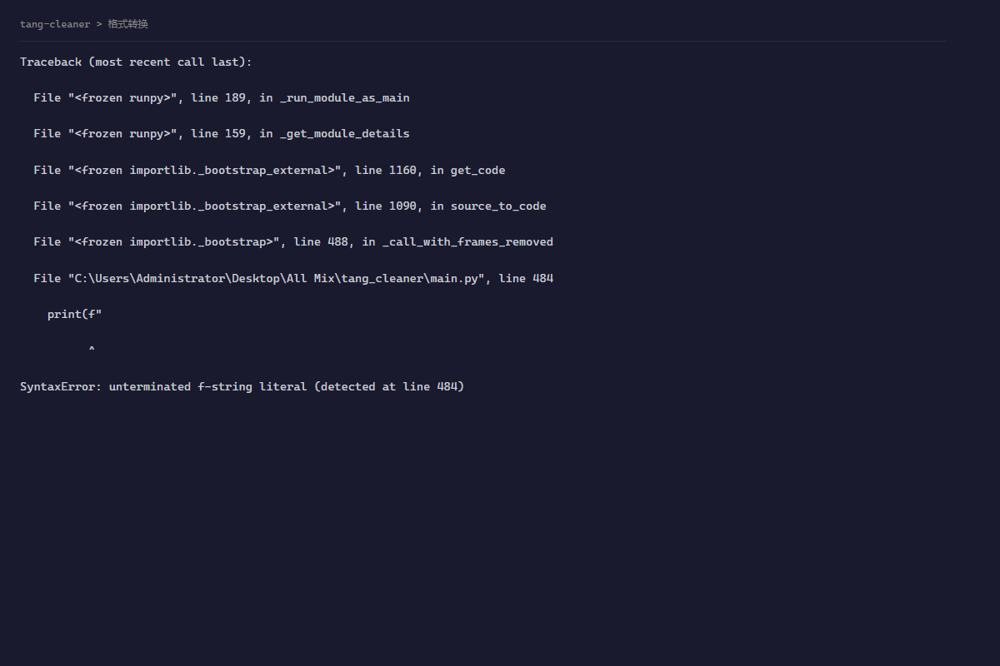 tang-cleaner > 格式转换
Traceback (most recent call last):
  File "<frozen runpy>", line 189, in _run_module_as_main
  File "<frozen runpy>", line 159, in _get_module_details
  File "<frozen importlib._bootstrap_external>", line 1160, in get_code
  File "<frozen importlib._bootstrap_external>", line 1090, in source_to_code
  File "<frozen importlib._bootstrap>", line 488, in _call_with_frames_removed
  File "C:\Users\Administrator\Desktop\All Mix\tang_cleaner\main.py", line 484
    print(f"
          ^
SyntaxError: unterminated f-string literal (detected at line 484)